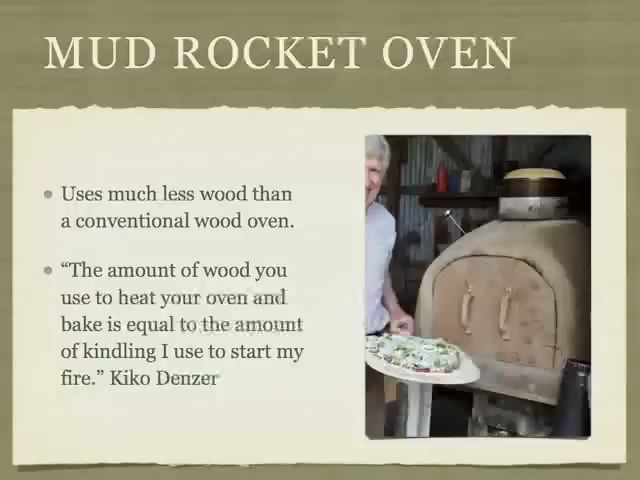 MUD ROCKET OVEN
Uses much less wood than
a conventional wood oven.
“The amount of wood you
use to heat your oven and
bake is equal to the amount
of kindling I use to start my
fire.” Kiko Denzer